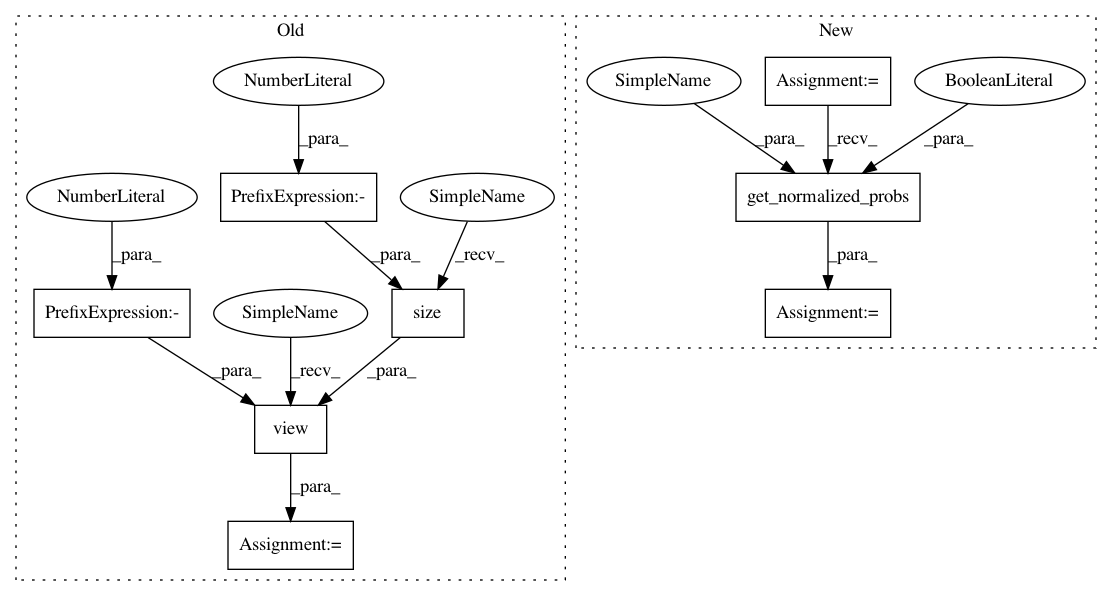 Old
NumberLiteral
_para_
NumberLiteral
PrefixExpression:-
SimpleName
_para_
_para_
_recv_
PrefixExpression:-
SimpleName
size
_para_
_recv_
_para_
view
_para_
Assignment:=
New
SimpleName
Assignment:=
BooleanLiteral
_para_
_recv_
_para_
get_normalized_probs
_para_
Assignment:=